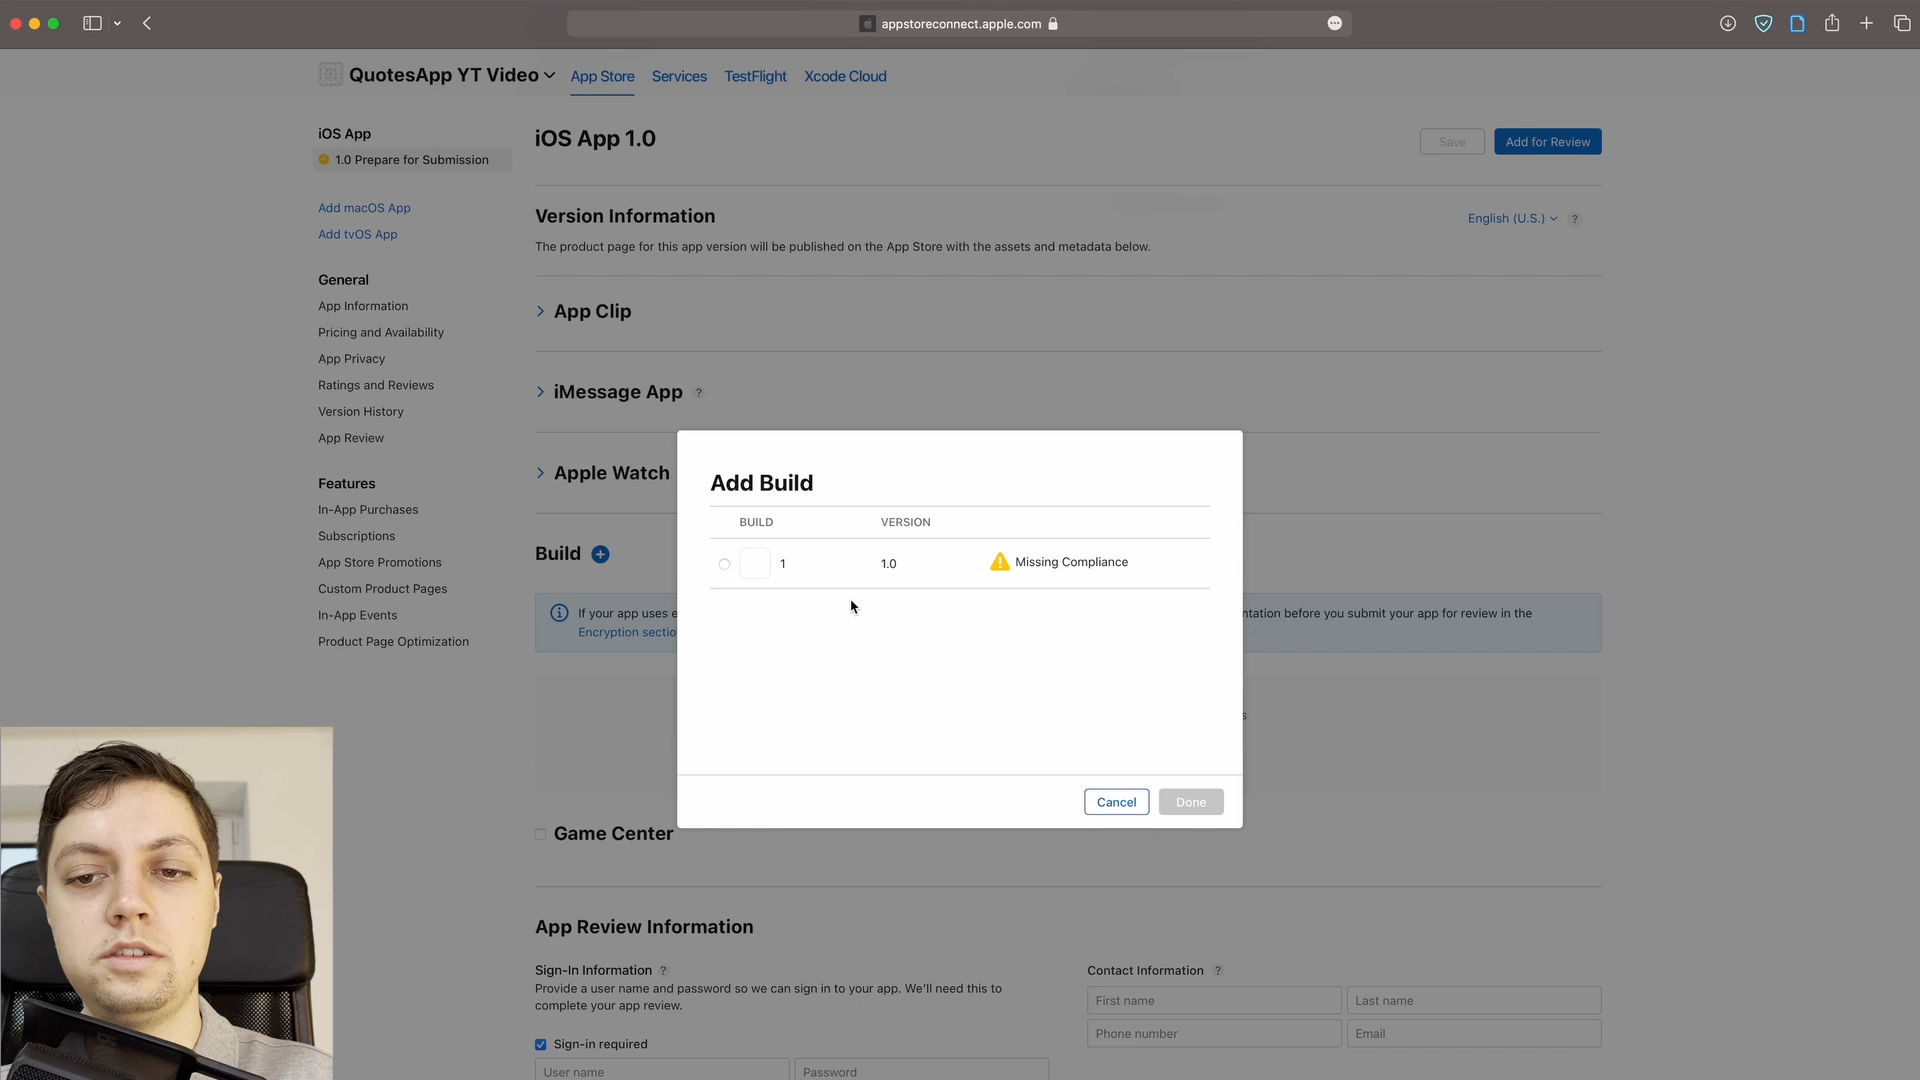 appstoreconnect.apple.com
QuotesApp YT Video
App Store
Services
TestFlight
Xcode Cloud
iOS App
1.0 Prepare for Submission
Add macOS App
Add tvOS App
General
App Information
Pricing and Availability
App Privacy
Ratings and Reviews
Version History
App Review
Features
In-App Purchases
Subscriptions
App Store Promotions
Custom Product Pages
In-App Events
Product Page Optimization
iOS App 1.0
Save
Add for Review
Version Information
English (U.S.)
?
The product page for this app version will be published on the App Store with the assets and metadata below.
App Clip
iMessage App ?
Apple Watch
Build
If your app uses e
ntation before you submit your app for review in the
Encryption sectio
s
Add Build
BUILD VERSION
1 1.0 Missing Compliance
Cancel
Done
Game Center
App Review Information
Sign-In Information ?
Provide a user name and password so we can sign in to your app. We'll need this to
complete your app review.
Sign-in required
User name
Password
Contact Information ?
First name
Last name
Phone number
Email